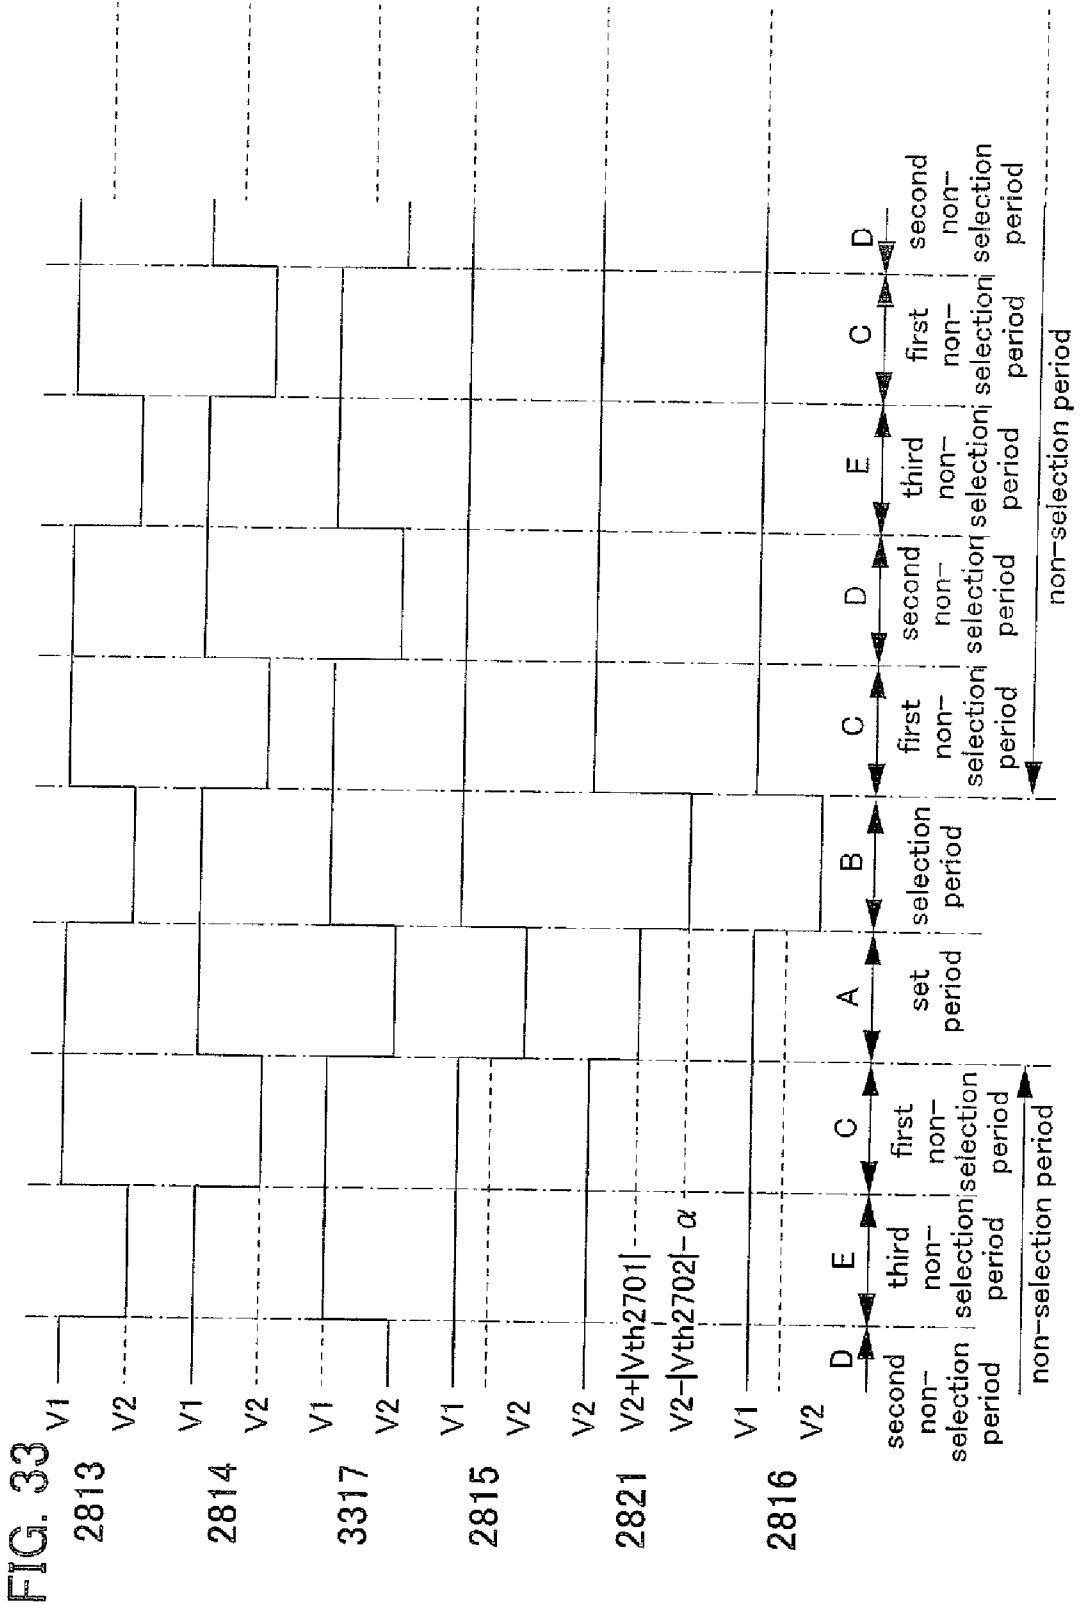 FIG. 33
2813
V1
V2
2814
V1
V2
3317
V1
V2
2815
V1
V2
2821
V2
V2+|Vth2701|
V2-|Vth2702|-α
2816
V1
V2
D
E
C
A
B
C
D
E
C
D
second
non-
selection
period
third
non-
selection
period
first
non-
selection
period
set
period
selection
period
first
non-
selection
period
second
non-
selection
period
third
non-
selection
period
first
non-
selection
period
second
non-
selection
period
non-selection period
non-selection period